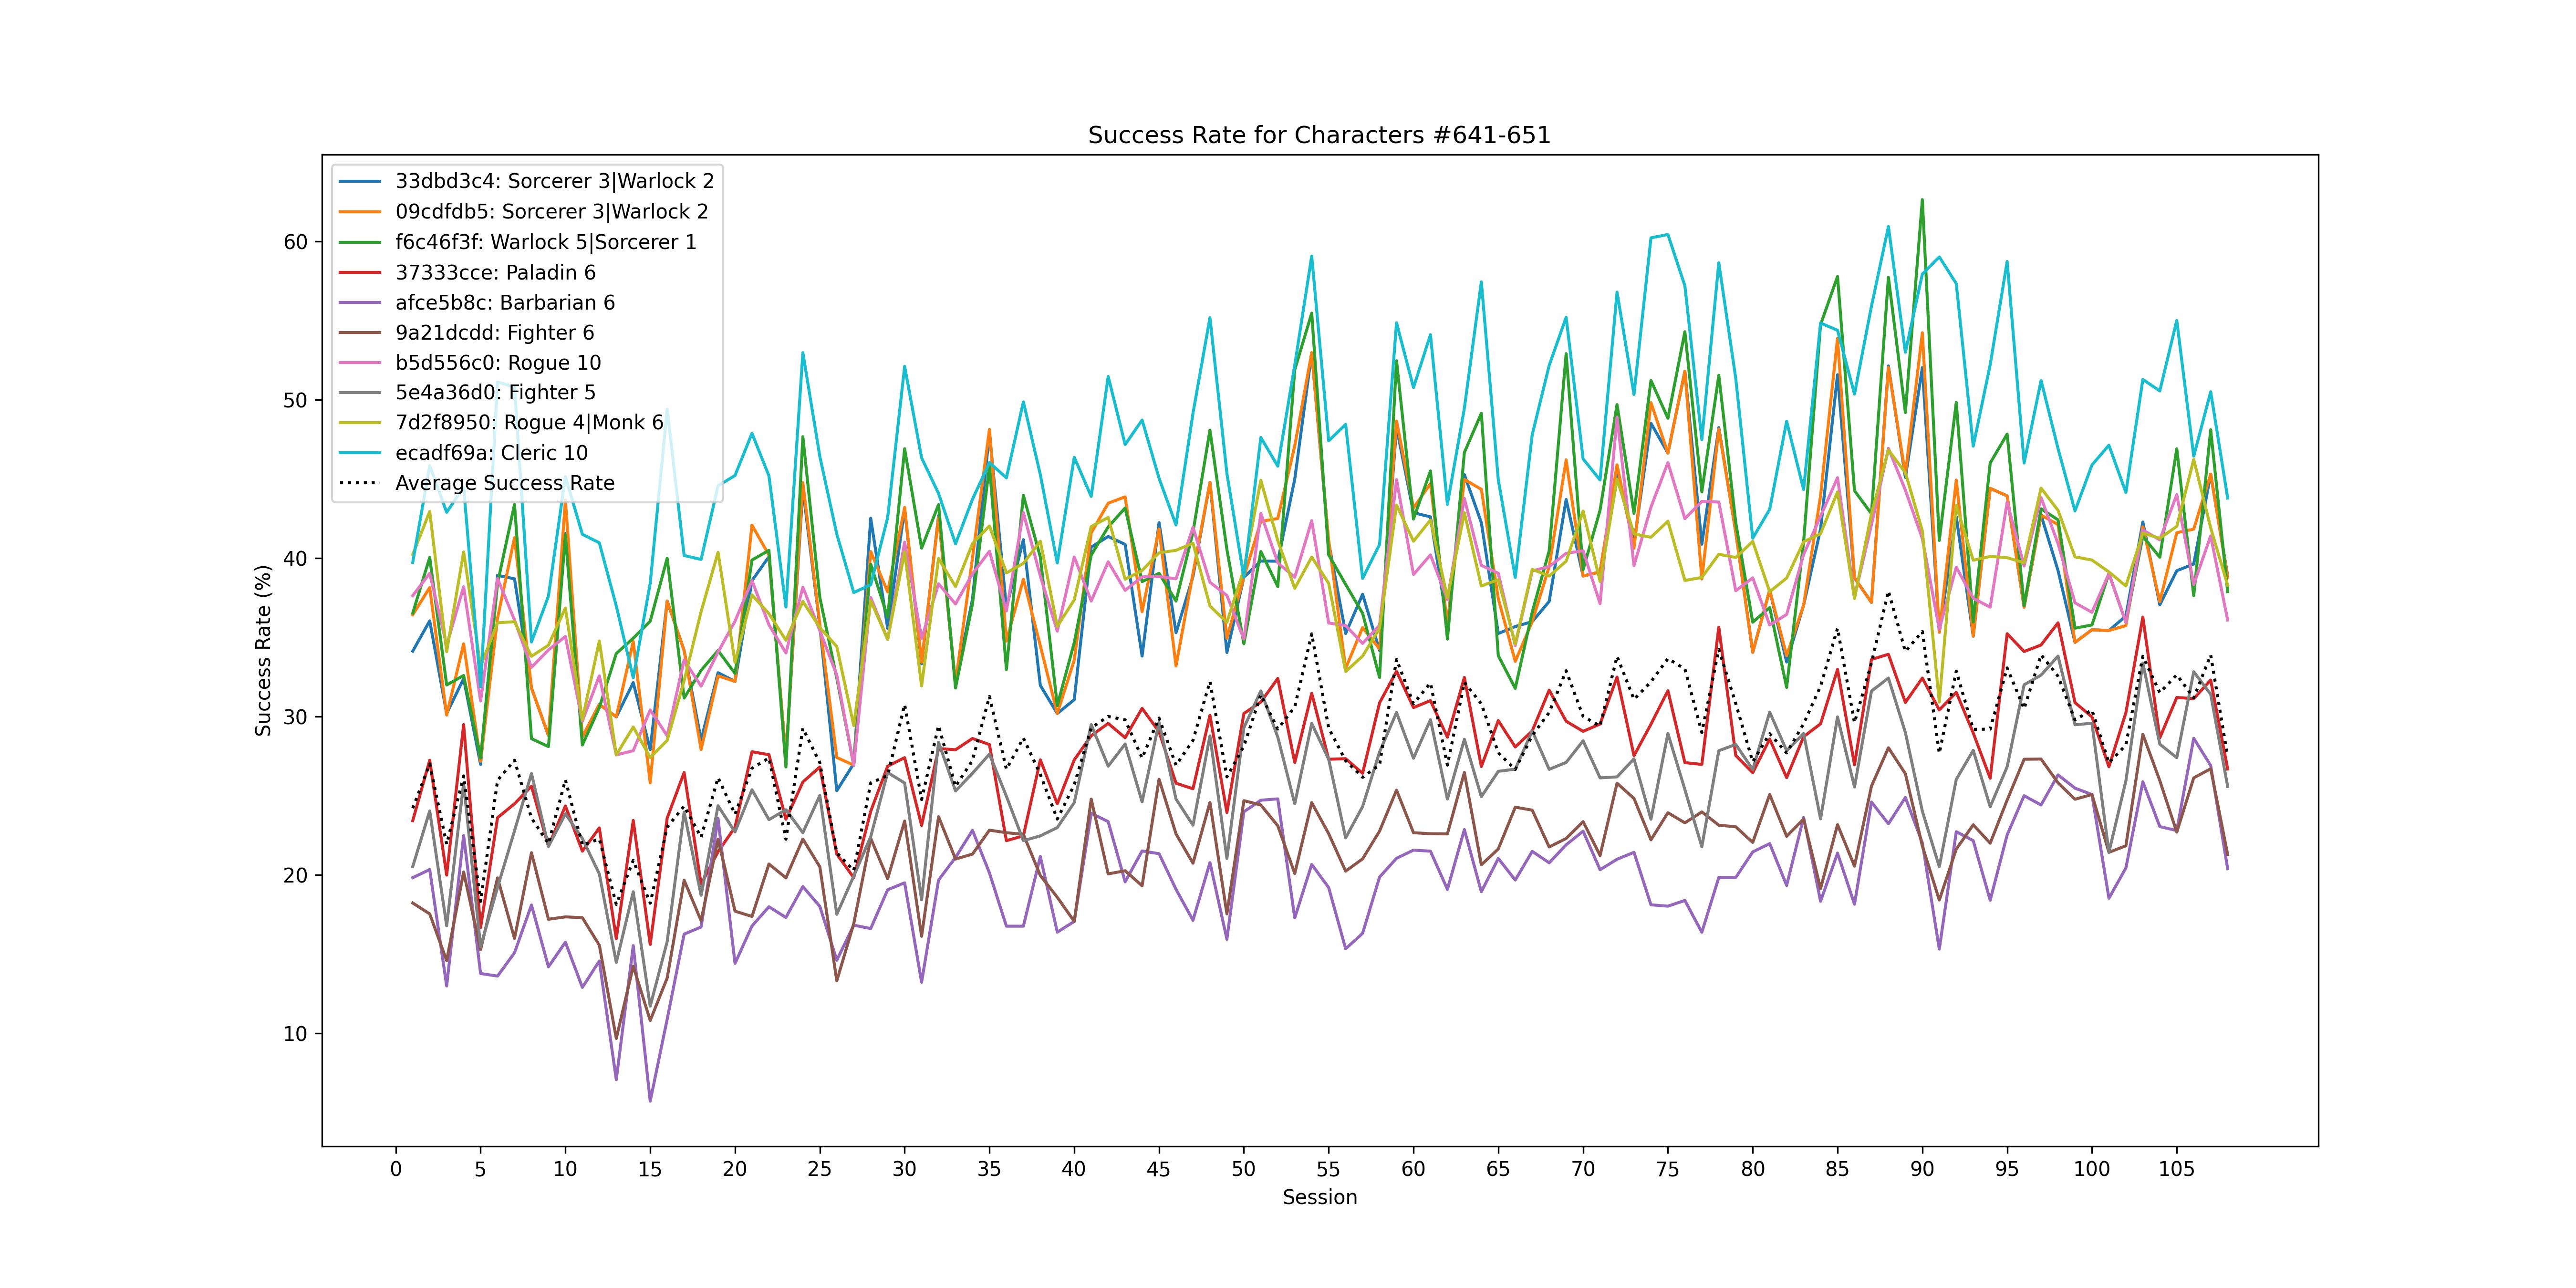 Success Rate for Characters #641-651
33dbd3c4: Sorcerer 3|Warlock 2
09cdfdb5: Sorcerer 3|Warlock 2
f6c46f3f: Warlock 5|Sorcerer 1
37333cce: Paladin 6
afce5b8c: Barbarian 6
9a21dcdd: Fighter 6
b5d556c0: Rogue 10
5e4a36d0: Fighter 5
7d2f8950: Rogue 4|Monk 6
ecadf69a: Cleric 10
Average Success Rate
Success Rate (%)
60
50
40
30
20
10
0 5 10 15 20 25 30 35 40 45 50 55 60 65 70 75 80 85 90 95 100 105
Session